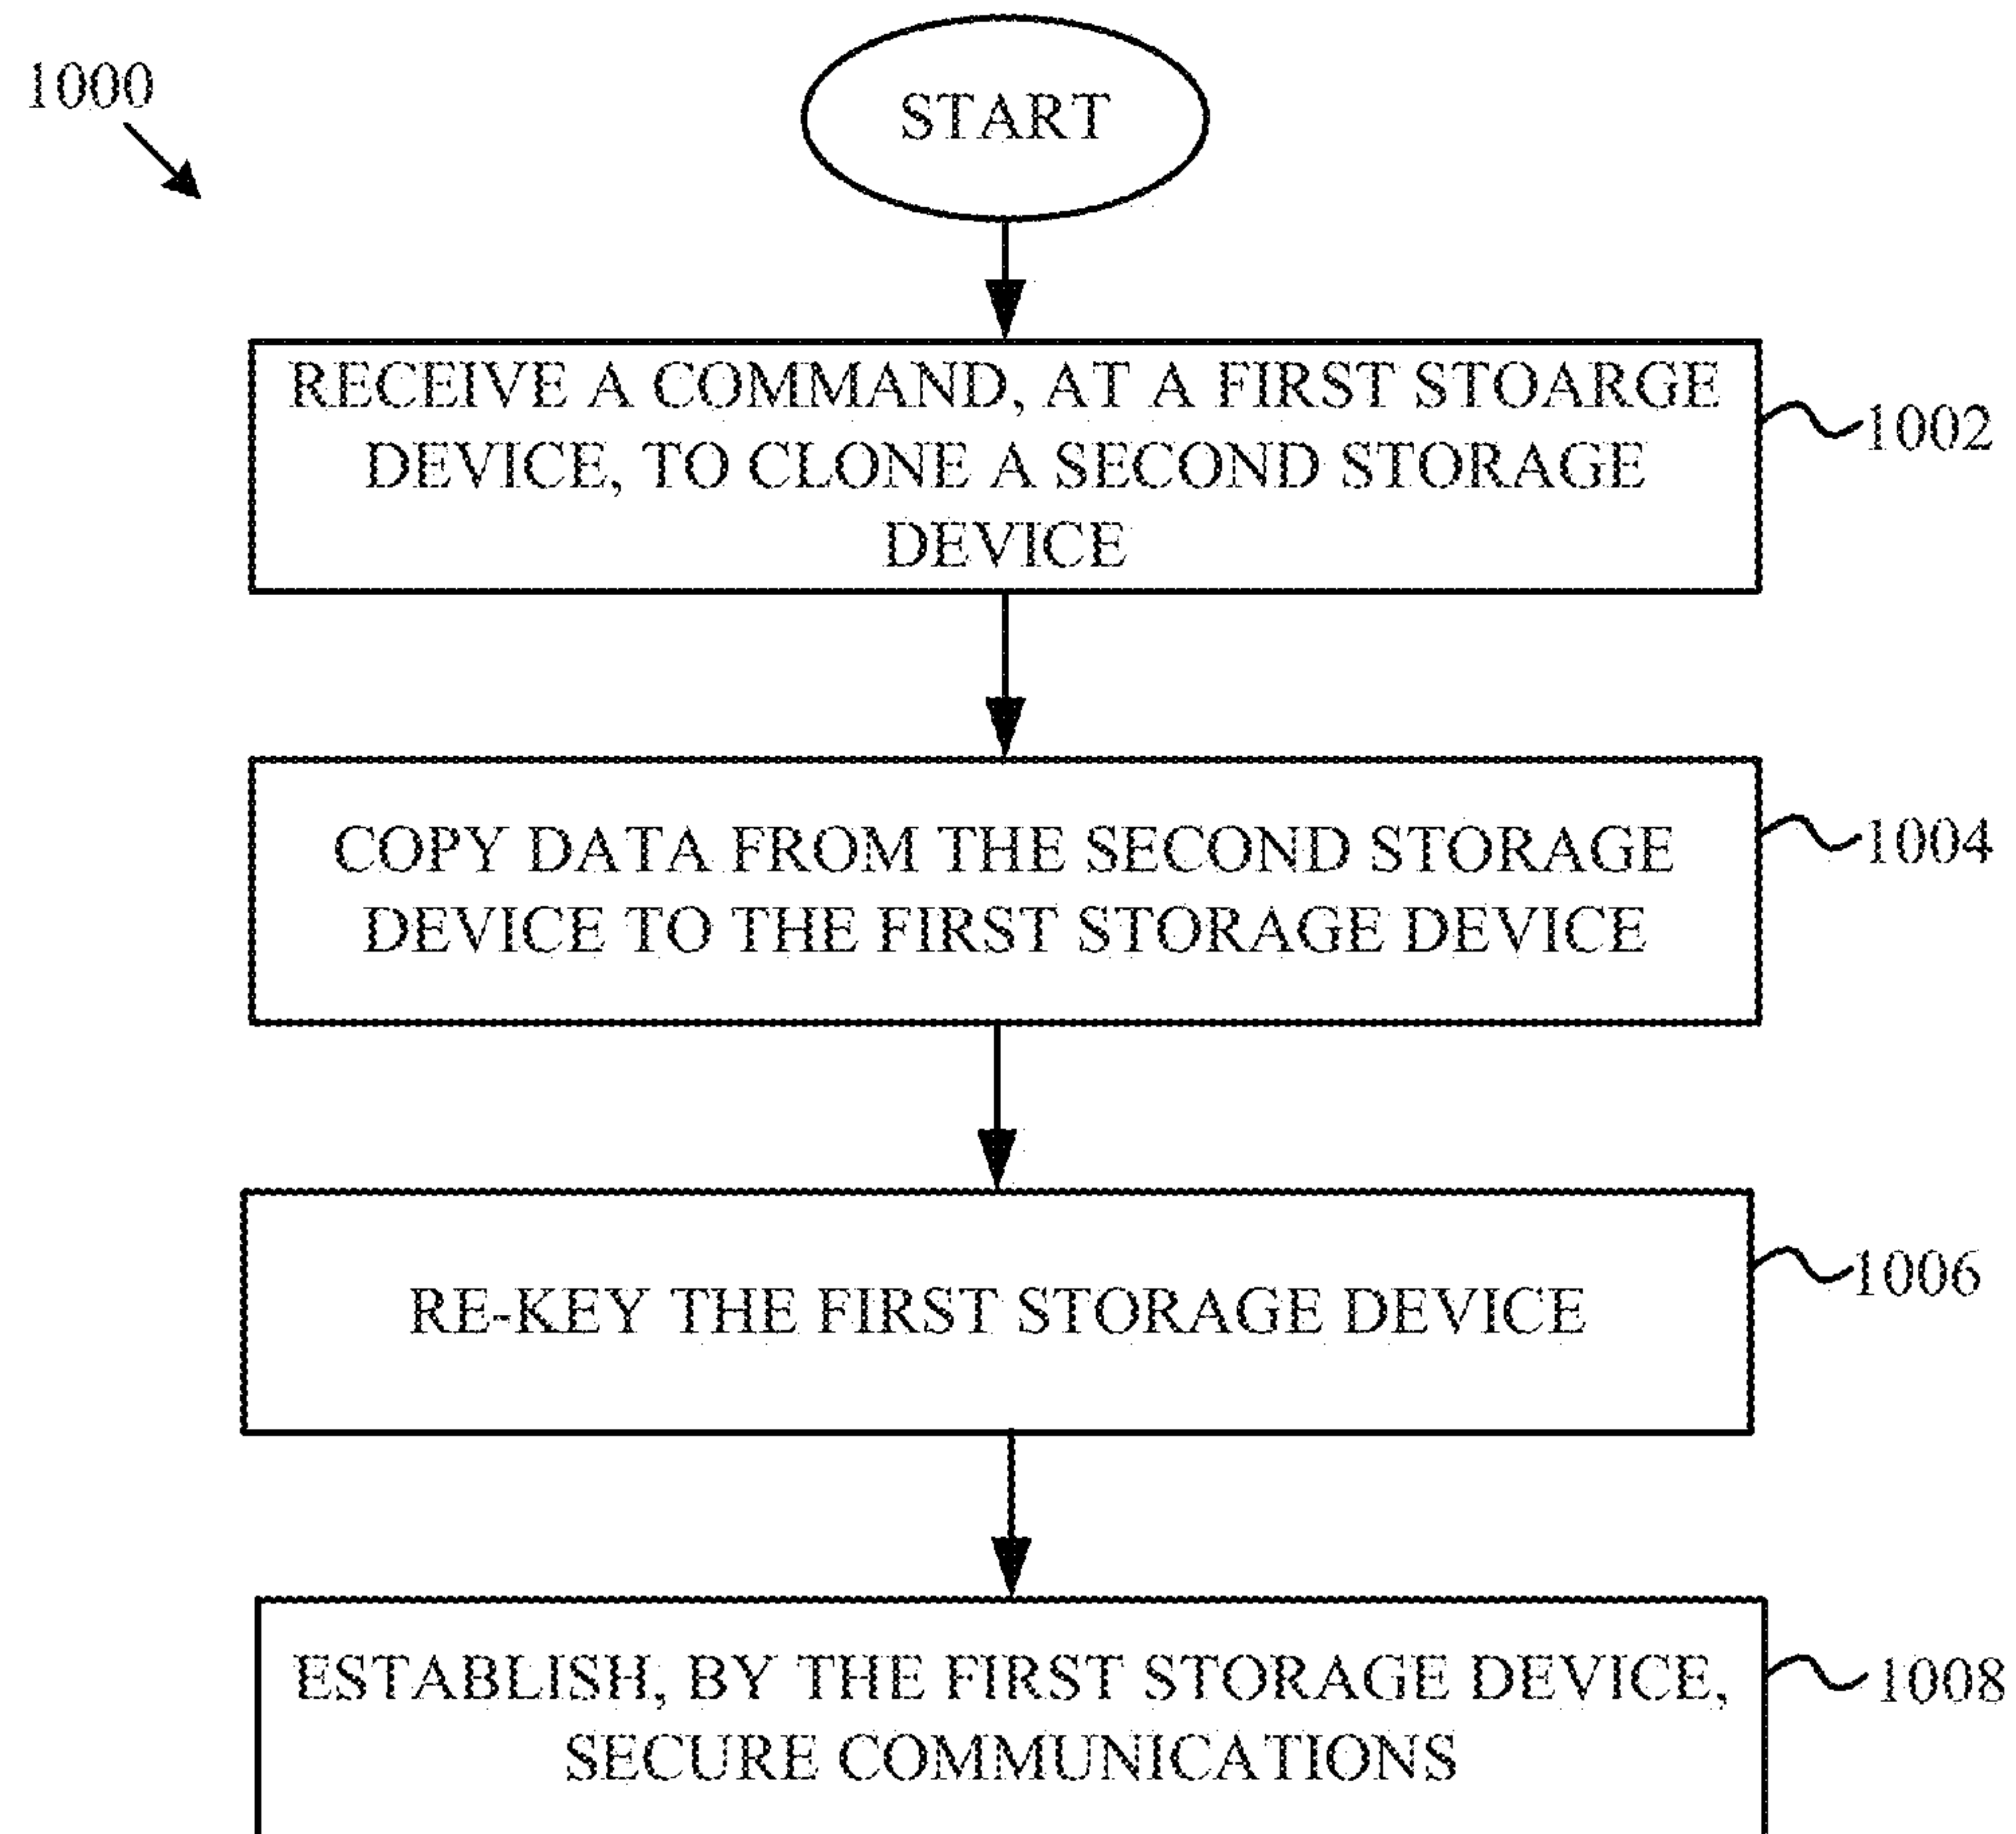 1000
START
RECEIVE A COMMAND, AT A FIRST STOARGE
DEVICE, TO CLONE A SECOND STORAGE
DEVICE
1002
COPY DATA FROM THE SECOND STORAGE
DEVICE TO THE FIRST STORAGE DEVICE
1004
RE-KEY THE FIRST STORAGE DEVICE
1006
ESTABLISH, BY THE FIRST STORAGE DEVICE,
SECURE COMMUNICATIONS
1008